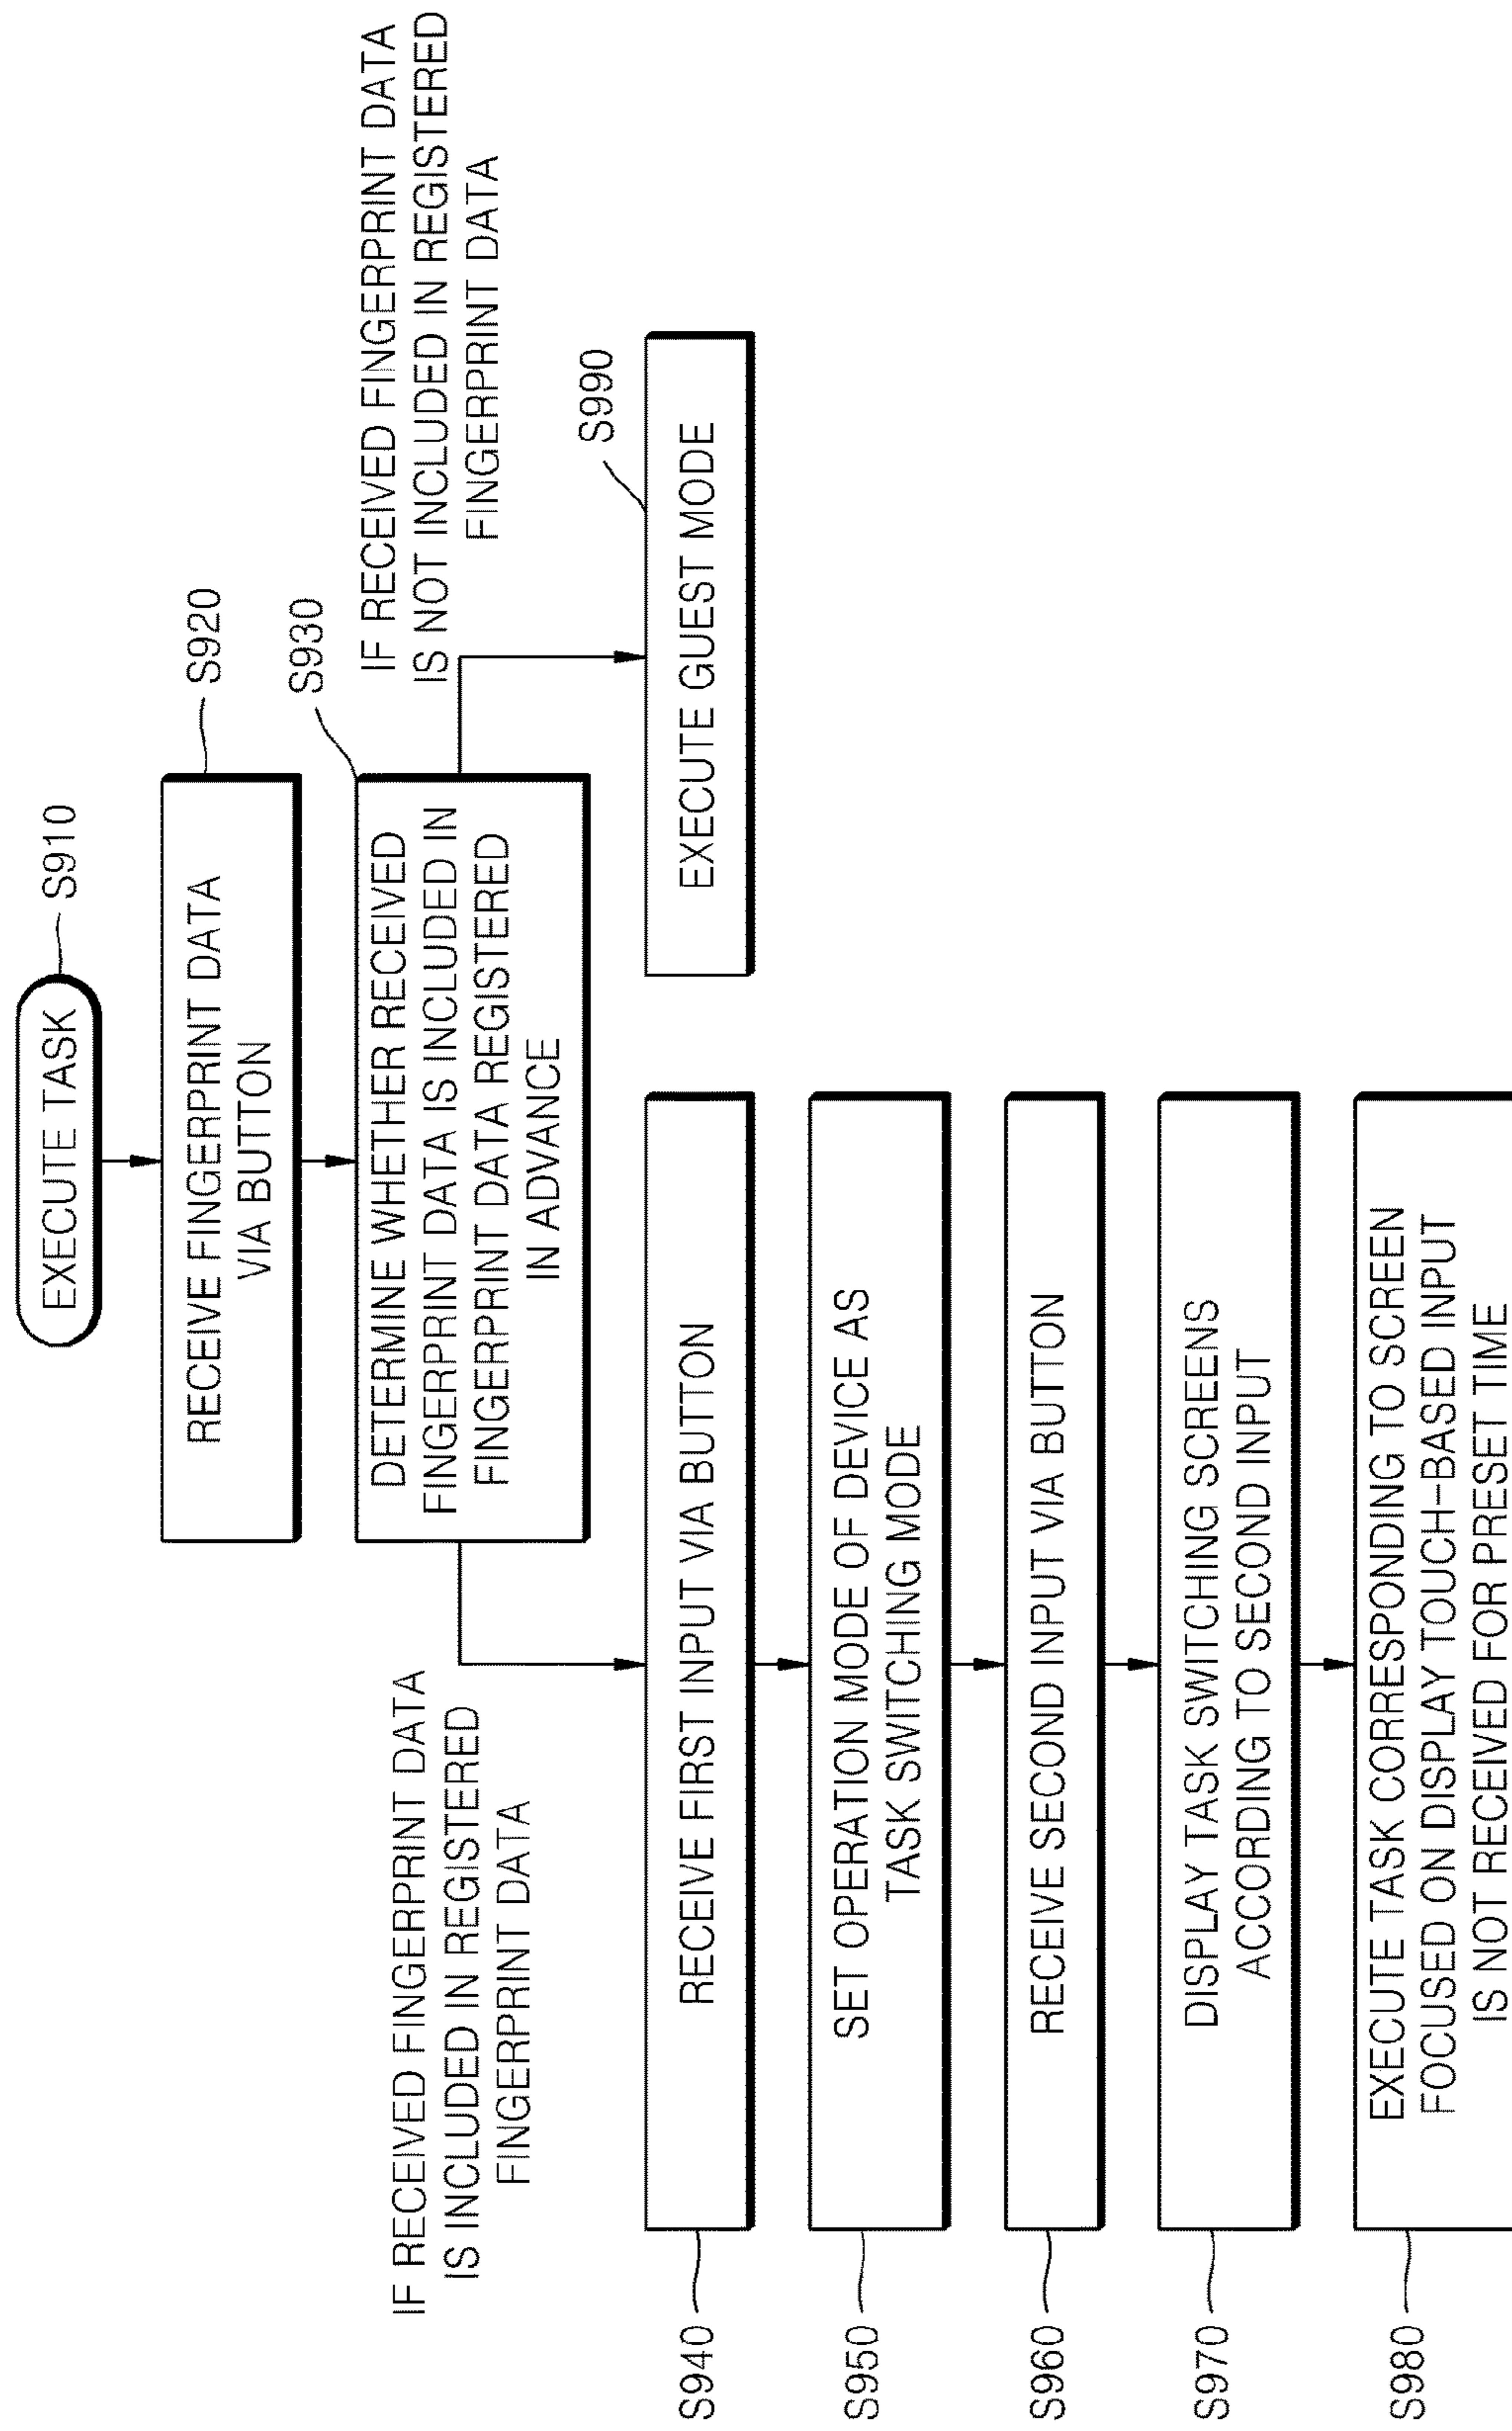 EXECUTE TASK
S910
RECEIVE FINGERPRINT DATA
VIA BUTTON
S920
DETERMINE WHETHER RECEIVED
FINGERPRINT DATA IS INCLUDED IN
FINGERPRINT DATA REGISTERED
IN ADVANCE
S930
IF RECEIVED FINGERPRINT DATA
IS INCLUDED IN REGISTERED
FINGERPRINT DATA
IF RECEIVED FINGERPRINT DATA
IS NOT INCLUDED IN REGISTERED
FINGERPRINT DATA
S940
RECEIVE FIRST INPUT VIA BUTTON
EXECUTE GUEST MODE
S990
S950
SET OPERATION MODE OF DEVICE AS
TASK SWITCHING MODE
S960
RECEIVE SECOND INPUT VIA BUTTON
S970
DISPLAY TASK SWITCHING SCREENS
ACCORDING TO SECOND INPUT
S980
EXECUTE TASK CORRESPONDING TO SCREEN
FOCUSED ON DISPLAY TOUCH-BASED INPUT
IS NOT RECEIVED FOR PRESET TIME